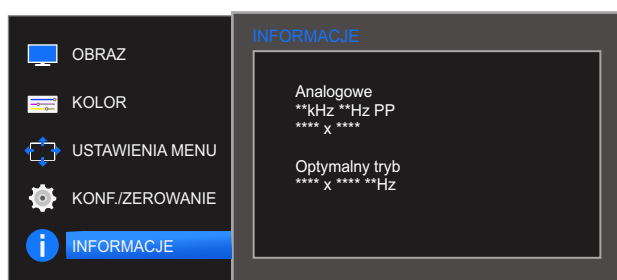 OBRAZ
KOLOR
USTAWIENIA MENU
KONF./ZEROWANIE
INFORMACJE
INFORMACJE
Analogowe
**kHz **Hz PP
**** x ****
Optymalny tryb
**** x **** **Hz